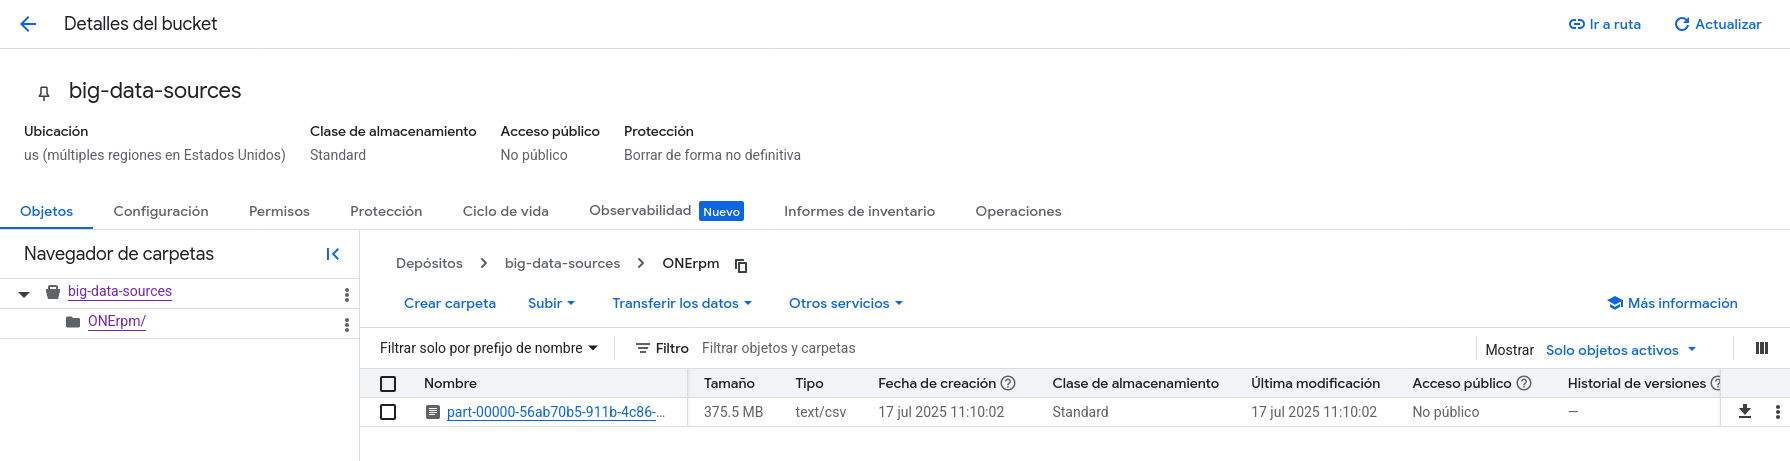 Detalles del bucket
Ir a ruta
Actualizar
big-data-sources
Ubicación Clase de almacenamiento Acceso público Protección
us (múltiples regiones en Estados Unidos) Standard No público Borrar de forma no definitiva
Objetos Configuración Permisos Protección Ciclo de vida Observabilidad Nuevo Informes de inventario Operaciones
Navegador de carpetas
big-data-sources
ONErpm/
Depósitos big-data-sources ONErpm
Crear carpeta Subir Transferir los datos Otros servicios Más información
Filtrar solo por prefijo de nombre Filtro Filtrar objetos y carpetas Mostrar Solo objetos activos
Nombre Tamaño Tipo Fecha de creación Clase de almacenamiento Última modificación Acceso público Historial de versiones
part-00000-56ab70b5-911b-4c86-... 375.5 MB text/csv 17 jul 2025 11:10:02 Standard 17 jul 2025 11:10:02 No público —